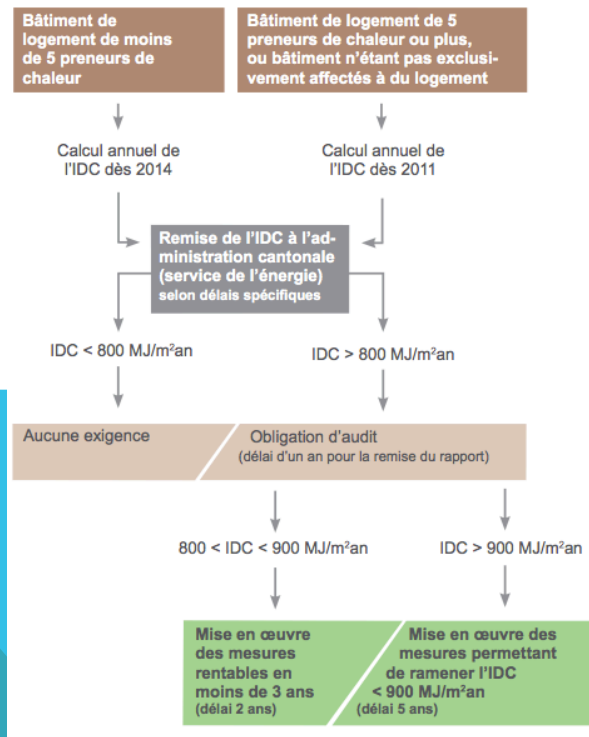 Bâtiment de
logement de moins
de 5 preneurs de
chaleur
Bâtiment de logement de 5
preneurs de chaleur ou plus,
ou bâtiment n'étant pas exclusi-
vement affectés à du logement
Calcul annuel de
l'IDC dès 2014
Calcul annuel de
l'IDC dès 2011
Remise de l'IDC à l'ad-
ministration cantonale
(service de l'énergie)
selon délais spécifiques
IDC < 800 MJ/m²an
IDC > 800 MJ/m²an
Aucune exigence
Obligation d'audit
(délai d'un an pour la remise du rapport)
800 < IDC < 900 MJ/m²an
IDC > 900 MJ/m²an
Mise en œuvre
des mesures
rentables en
moins de 3 ans
(délai 2 ans)
Mise en œuvre des
mesures permettant
de ramener l'IDC
< 900 MJ/m²an
(délai 5 ans)